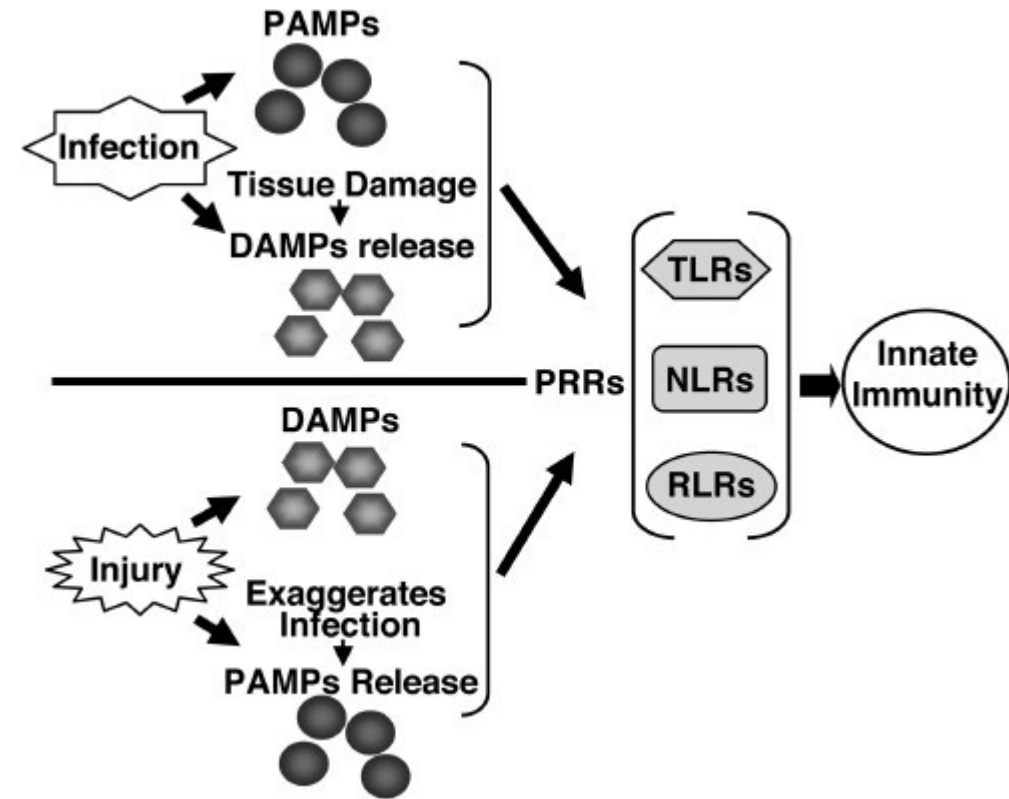 PAMPs
Infection
Tissue Damage
DAMPs release
PRRs
TLRs
NLRs
RLRs
Innate
Immunity
DAMPs
Injury
Exaggerates
Infection
PAMPs Release